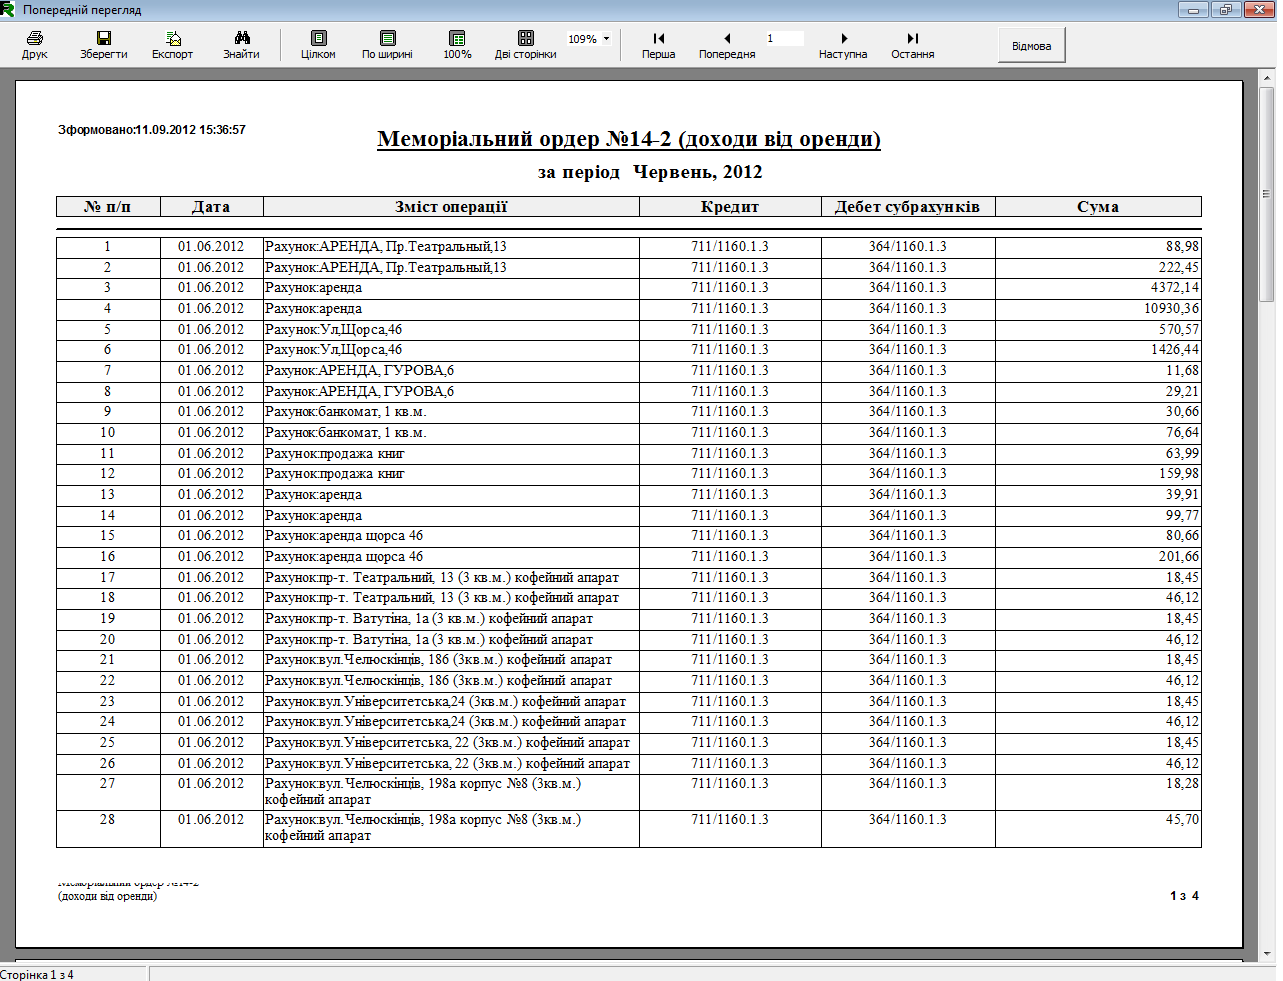 Попередній перегляд
Друк Зберегти Експорт Знайти Цілком По ширині 100% Дві сторінки 109% Перша Попередня 1 Наступна Остання Відмова
Зформовано:11.09.2012 15:36:57
Меморіальний ордер №14-2 (доходи від оренди)
за період Червень, 2012
№ п/п Дата Зміст операції Кредит Дебет субрахунків Сума
1 01.06.2012 Рахунок:АРЕНДА, Пр.Театральный,13 711/1160.1.3 364/1160.1.3 88,98
2 01.06.2012 Рахунок:АРЕНДА, Пр.Театральный,13 711/1160.1.3 364/1160.1.3 222,45
3 01.06.2012 Рахунок:аренда 711/1160.1.3 364/1160.1.3 4372,14
4 01.06.2012 Рахунок:аренда 711/1160.1.3 364/1160.1.3 10930,36
5 01.06.2012 Рахунок:Ул,Щорса,46 711/1160.1.3 364/1160.1.3 570,57
6 01.06.2012 Рахунок:Ул,Щорса,46 711/1160.1.3 364/1160.1.3 1426,44
7 01.06.2012 Рахунок:АРЕНДА, ГУРОВА,6 711/1160.1.3 364/1160.1.3 11,68
8 01.06.2012 Рахунок:АРЕНДА, ГУРОВА,6 711/1160.1.3 364/1160.1.3 29,21
9 01.06.2012 Рахунок:банкомат, 1 кв.м. 711/1160.1.3 364/1160.1.3 30,66
10 01.06.2012 Рахунок:банкомат, 1 кв.м. 711/1160.1.3 364/1160.1.3 76,64
11 01.06.2012 Рахунок:продажа книг 711/1160.1.3 364/1160.1.3 63,99
12 01.06.2012 Рахунок:продажа книг 711/1160.1.3 364/1160.1.3 159,98
13 01.06.2012 Рахунок:аренда 711/1160.1.3 364/1160.1.3 39,91
14 01.06.2012 Рахунок:аренда 711/1160.1.3 364/1160.1.3 99,77
15 01.06.2012 Рахунок:аренда щорса 46 711/1160.1.3 364/1160.1.3 80,66
16 01.06.2012 Рахунок:аренда щорса 46 711/1160.1.3 364/1160.1.3 201,66
17 01.06.2012 Рахунок:пр-т. Театральний, 13 (3 кв.м.) кофейний апарат 711/1160.1.3 364/1160.1.3 18,45
18 01.06.2012 Рахунок:пр-т. Театральний, 13 (3 кв.м.) кофейний апарат 711/1160.1.3 364/1160.1.3 46,12
19 01.06.2012 Рахунок:пр-т. Ватутіна, 1а (3 кв.м.) кофейний апарат 711/1160.1.3 364/1160.1.3 18,45
20 01.06.2012 Рахунок:пр-т. Ватутіна, 1а (3 кв.м.) кофейний апарат 711/1160.1.3 364/1160.1.3 46,12
21 01.06.2012 Рахунок:вул.Челюскінців, 186 (3кв.м.) кофейний апарат 711/1160.1.3 364/1160.1.3 18,45
22 01.06.2012 Рахунок:вул.Челюскінців, 186 (3кв.м.) кофейний апарат 711/1160.1.3 364/1160.1.3 46,12
23 01.06.2012 Рахунок:вул.Університетська,24 (3кв.м.) кофейний апарат 711/1160.1.3 364/1160.1.3 18,45
24 01.06.2012 Рахунок:вул.Університетська,24 (3кв.м.) кофейний апарат 711/1160.1.3 364/1160.1.3 46,12
25 01.06.2012 Рахунок:вул.Університетська, 22 (3кв.м.) кофейний апарат 711/1160.1.3 364/1160.1.3 18,45
26 01.06.2012 Рахунок:вул.Університетська, 22 (3кв.м.) кофейний апарат 711/1160.1.3 364/1160.1.3 46,12
27 01.06.2012 Рахунок:вул.Челюскінців, 198а корпус №8 (3кв.м.) 711/1160.1.3 364/1160.1.3 18,28
кофейний апарат
28 01.06.2012 Рахунок:вул.Челюскінців, 198а корпус №8 (3кв.м.) 711/1160.1.3 364/1160.1.3 45,70
кофейний апарат
Меморіальний ордер №14-2
(доходи від оренди) 1 з 4
Сторінка 1 з 4